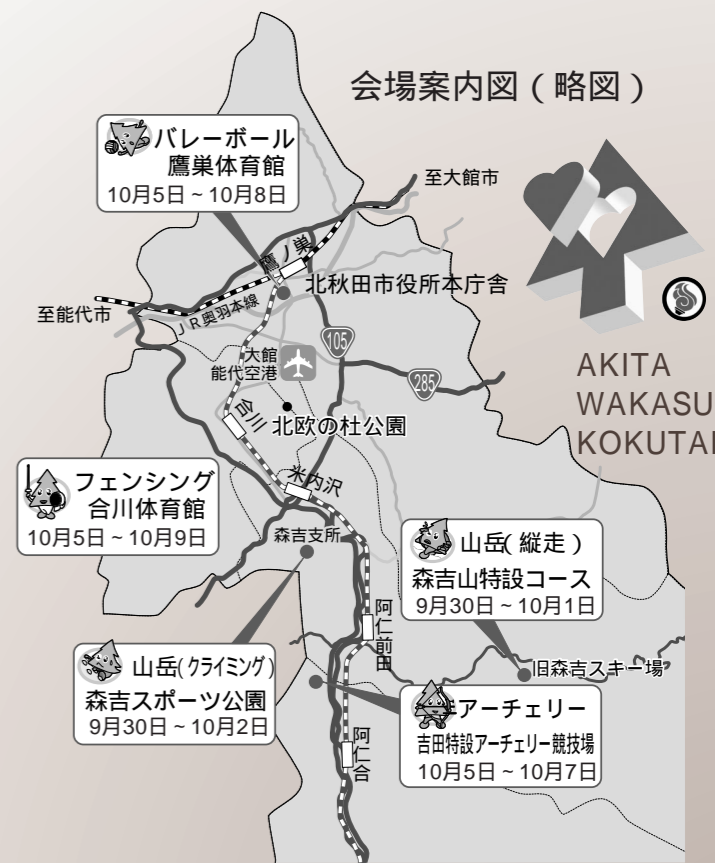 会場案内図（略図）
バレーボール
鷹巣体育館
10月5日～10月8日
至大館市
鷹ノ巣
北秋田市役所本庁舎
至能代市
ＪＲ奥羽本線
105
大館
能代空港
285
AKITA
WAKASU
KOKUTAI
合川
北欧の杜公園
米内沢
フェンシング
合川体育館
10月5日～10月9日
森吉支所
山岳(縦走)
森吉山特設コース
9月30日～10月1日
阿仁前田
山岳(クライミング)
森吉スポーツ公園
9月30日～10月2日
旧森吉スキー場
アーチェリー
吉田特設アーチェリー競技場
10月5日～10月7日
阿仁合